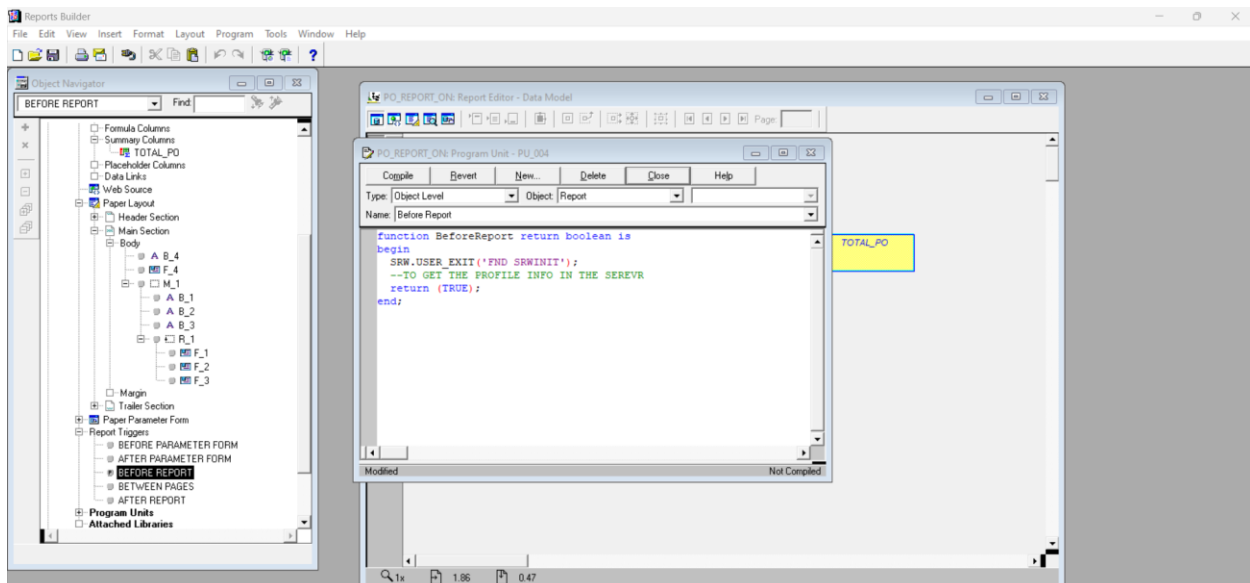 Reports Builder
File Edit View Insert Format Layout Program Tools Window Help
Object Navigator
BEFORE REPORT Find:
Formula Columns
Summary Columns
TOTAL_PO
Placeholder Columns
Data Links
Web Source
Paper Layout
Header Section
Main Section
Body
A B_4
F_4
M_1
A B_1
A B_2
A B_3
R_1
F_1
F_2
F_3
Margin
Trailer Section
Paper Parameter Form
Report Triggers
BEFORE PARAMETER FORM
AFTER PARAMETER FORM
BEFORE REPORT
BETWEEN PAGES
AFTER REPORT
Program Units
Attached Libraries
PO_REPORT_ON: Report Editor - Data Model
Page:
PO_REPORT_ON: Program Unit - PU_004
Compile Revert New... Delete Close Help
Type: Object Level Object: Report
Name: Before Report
function BeforeReport return boolean is
begin
SRW.USER_EXIT('FND SRWINIT');
--TO GET THE PROFILE INFO IN THE SEREVR
return (TRUE);
end;
Modified Not Compiled
TOTAL_PO
1x 1.86 0.47